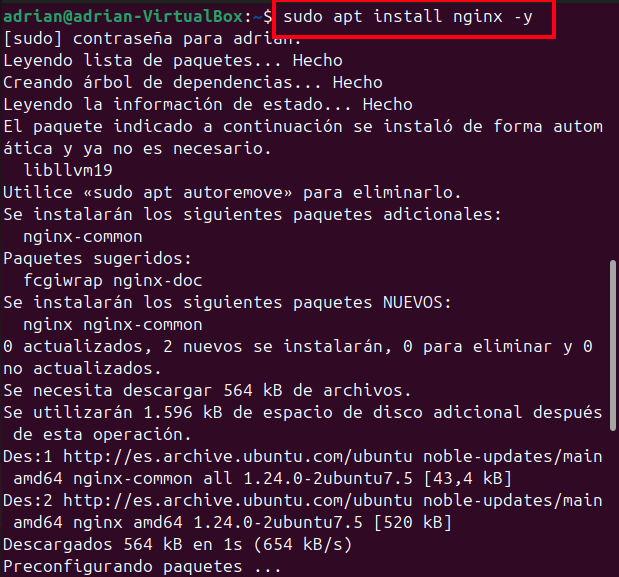 adrian@adrian-VirtualBox:~$ sudo apt install nginx -y
[sudo] contraseña para adrian:
Leyendo lista de paquetes... Hecho
Creando árbol de dependencias... Hecho
Leyendo la información de estado... Hecho
El paquete indicado a continuación se instaló de forma autom
ática y ya no es necesario.
  libllvm19
Utilice «sudo apt autoremove» para eliminarlo.
Se instalarán los siguientes paquetes adicionales:
  nginx-common
Paquetes sugeridos:
  fcgiwrap nginx-doc
Se instalarán los siguientes paquetes NUEVOS:
  nginx nginx-common
0 actualizados, 2 nuevos se instalarán, 0 para eliminar y 0
no actualizados.
Se necesita descargar 564 kB de archivos.
Se utilizarán 1.596 kB de espacio de disco adicional después
 de esta operación.
Des:1 http://es.archive.ubuntu.com/ubuntu noble-updates/main
 amd64 nginx-common all 1.24.0-2ubuntu7.5 [43,4 kB]
Des:2 http://es.archive.ubuntu.com/ubuntu noble-updates/main
 amd64 nginx amd64 1.24.0-2ubuntu7.5 [520 kB]
Descargados 564 kB en 1s (654 kB/s)
Preconfigurando paquetes ...